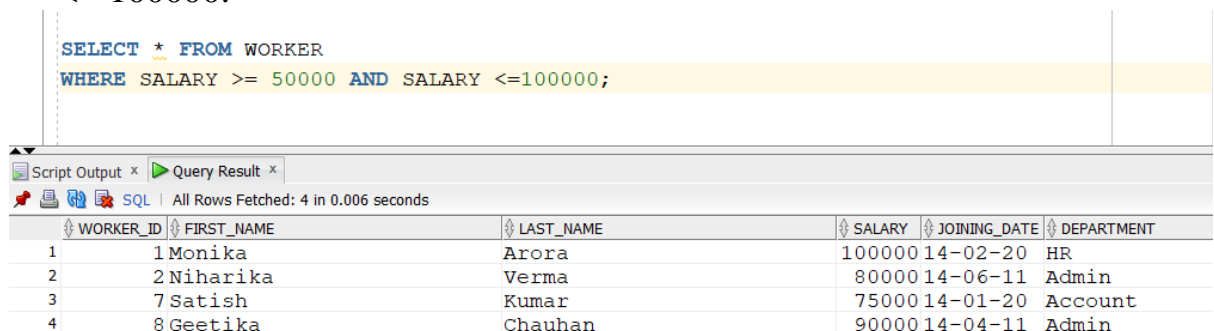 SELECT * FROM WORKER
WHERE SALARY >= 50000 AND SALARY <=100000;
Script Output x Query Result x
SQL | All Rows Fetched: 4 in 0.006 seconds
WORKER_ID FIRST_NAME LAST_NAME SALARY JOINING_DATE DEPARTMENT
1 1 Monika Arora 100000 14-02-20 HR
2 2 Niharika Verma 80000 14-06-11 Admin
3 7 Satish Kumar 75000 14-01-20 Account
4 8 Geetika Chauhan 90000 14-04-11 Admin